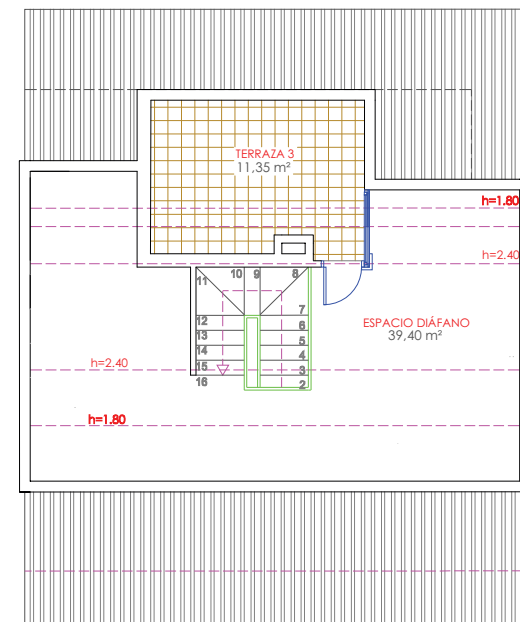 TERRAZA 3
11,35 m²
h=1.80
h=2.40
11
10
9
8
7
12
6
13
5
14
4
15
3
16
2
ESPACIO DIÁFANO
39,40 m²
h=2.40
h=1.80